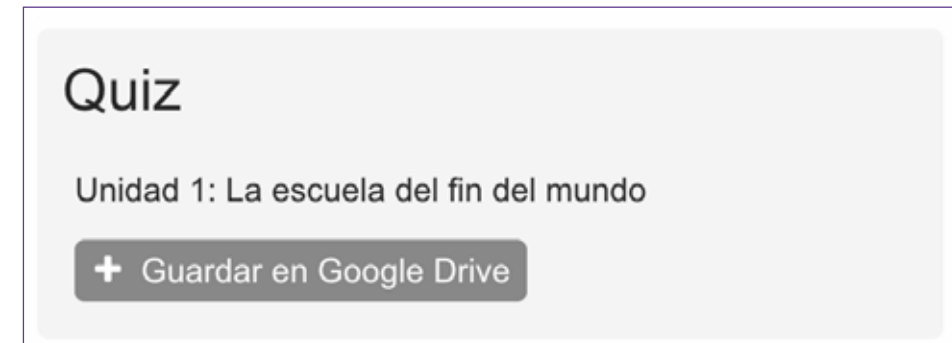 Quiz
Unidad 1: La escuela del fin del mundo
+ Guardar en Google Drive